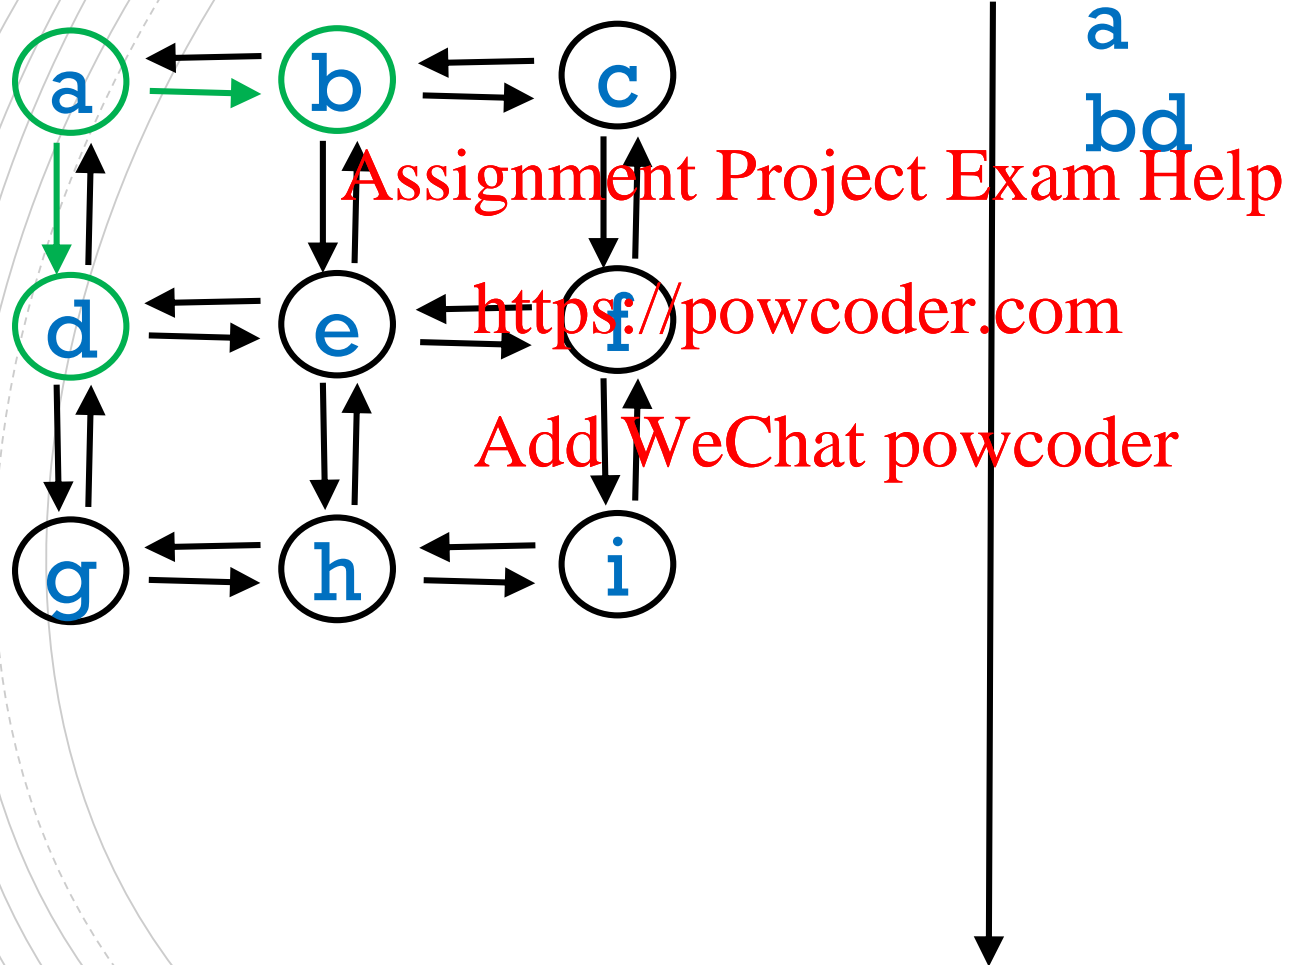 a b c
a
bd
Assignment Project Exam Help
d e f
https://powcoder.com
Add WeChat powcoder
g h i